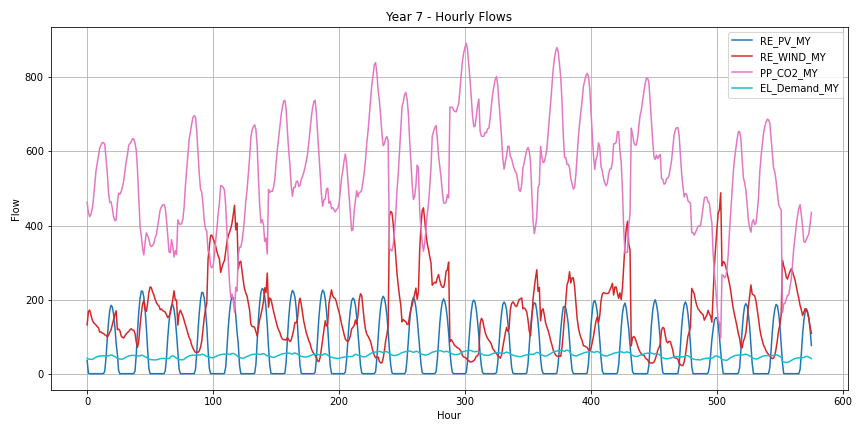 Year 7 - Hourly Flows
RE_PV_MY
RE_WIND_MY
PP_CO2_MY
EL_Demand_MY
Flow
800
600
400
200
0
0 100 200 300 400 500 600
Hour